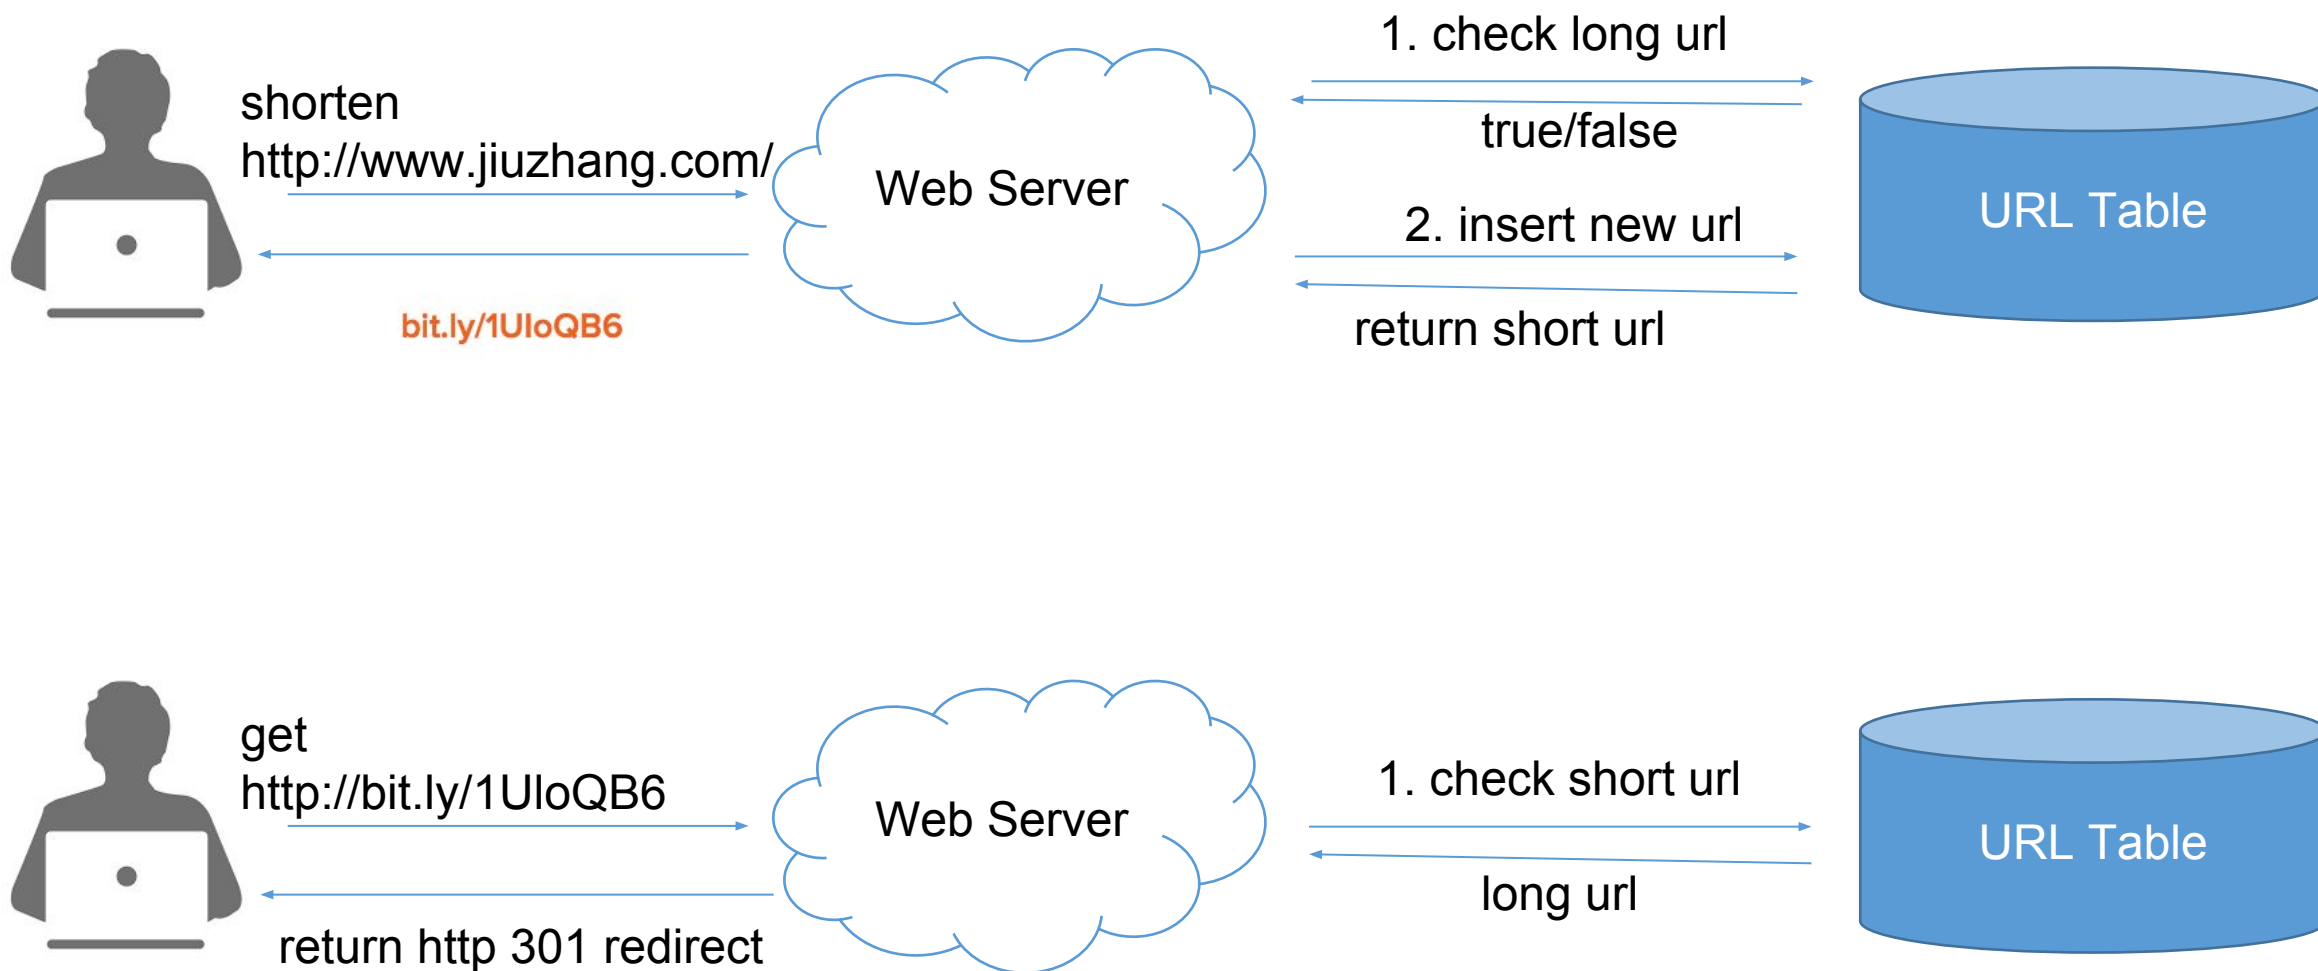 shorten
http://www.jiuzhang.com/
bit.ly/1UIoQB6
Web Server
1. check long url
true/false
2. insert new url
return short url
URL Table
get
http://bit.ly/1UIoQB6
return http 301 redirect
Web Server
1. check short url
long url
URL Table